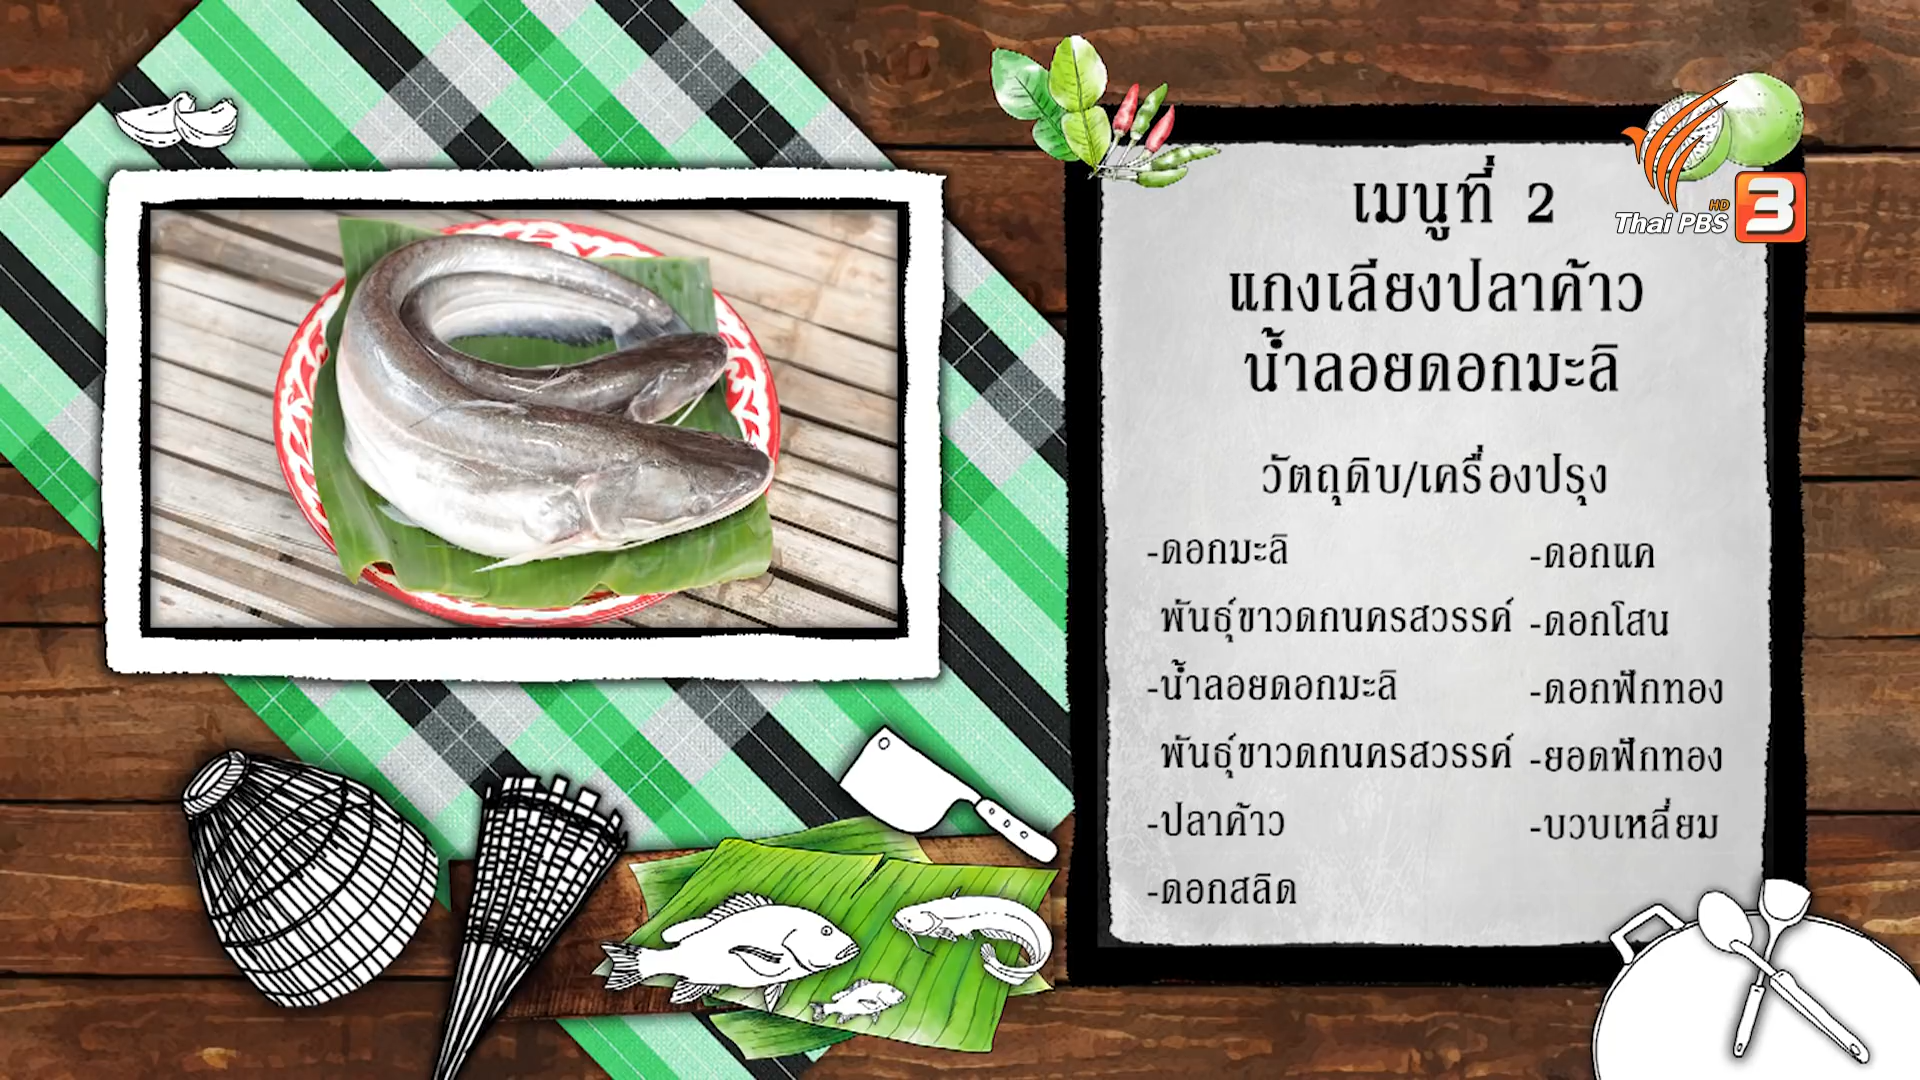 เมนูที่ 2
แกงเลียงปลาค้าว
น้ำลอยดอกมะลิ
วัตถุดิบ/เครื่องปรุง
-ดอกมะลิ
พันธุ์ขาวดกนครสวรรค์
-น้ำลอยดอกมะลิ
พันธุ์ขาวดกนครสวรรค์
-ปลาค้าว
-ดอกสลิด
-ดอกแค
-ดอกโสน
-ดอกฟักทอง
-ยอดฟักทอง
-บวบเหลี่ยม
HD
Thai PBS 3